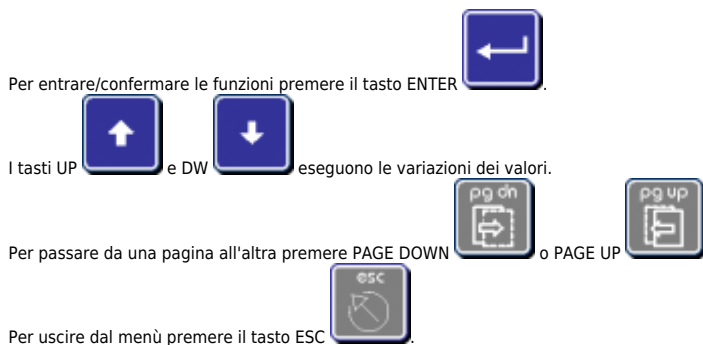 Per entrare/confermare le funzioni premere il tasto ENTER .
I tasti UP e DW eseguono le variazioni dei valori.
pg dn pg up
Per passare da una pagina all'altra premere PAGE DOWN o PAGE UP
esc
Per uscire dal menù premere il tasto ESC .